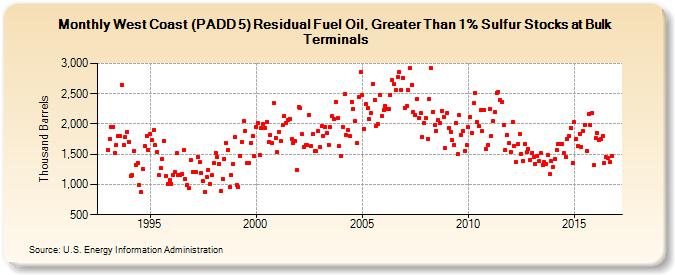 Monthly West Coast (PADD 5) Residual Fuel Oil, Greater Than 1% Sulfur Stocks at Bulk
Terminals
Thousand Barrels
3,000
2,500
2,000
1,500
1,000
500
1995
2000
2005
2010
2015
Source: U.S. Energy Information Administration